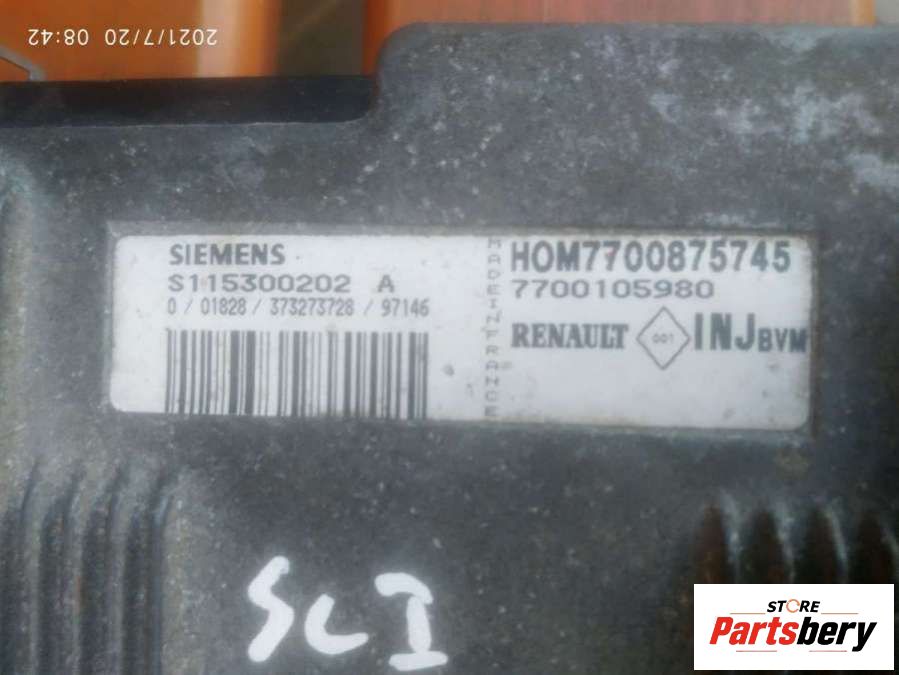 2021/7/20 08:42
SIEMENS
S115300202 A
0 / 01828 / 373273728 / 97146
MADE IN FRANCE
HOM7700875745
7700105980
RENAULT 001 INJ BVM
SCI
STORE
Partsbery